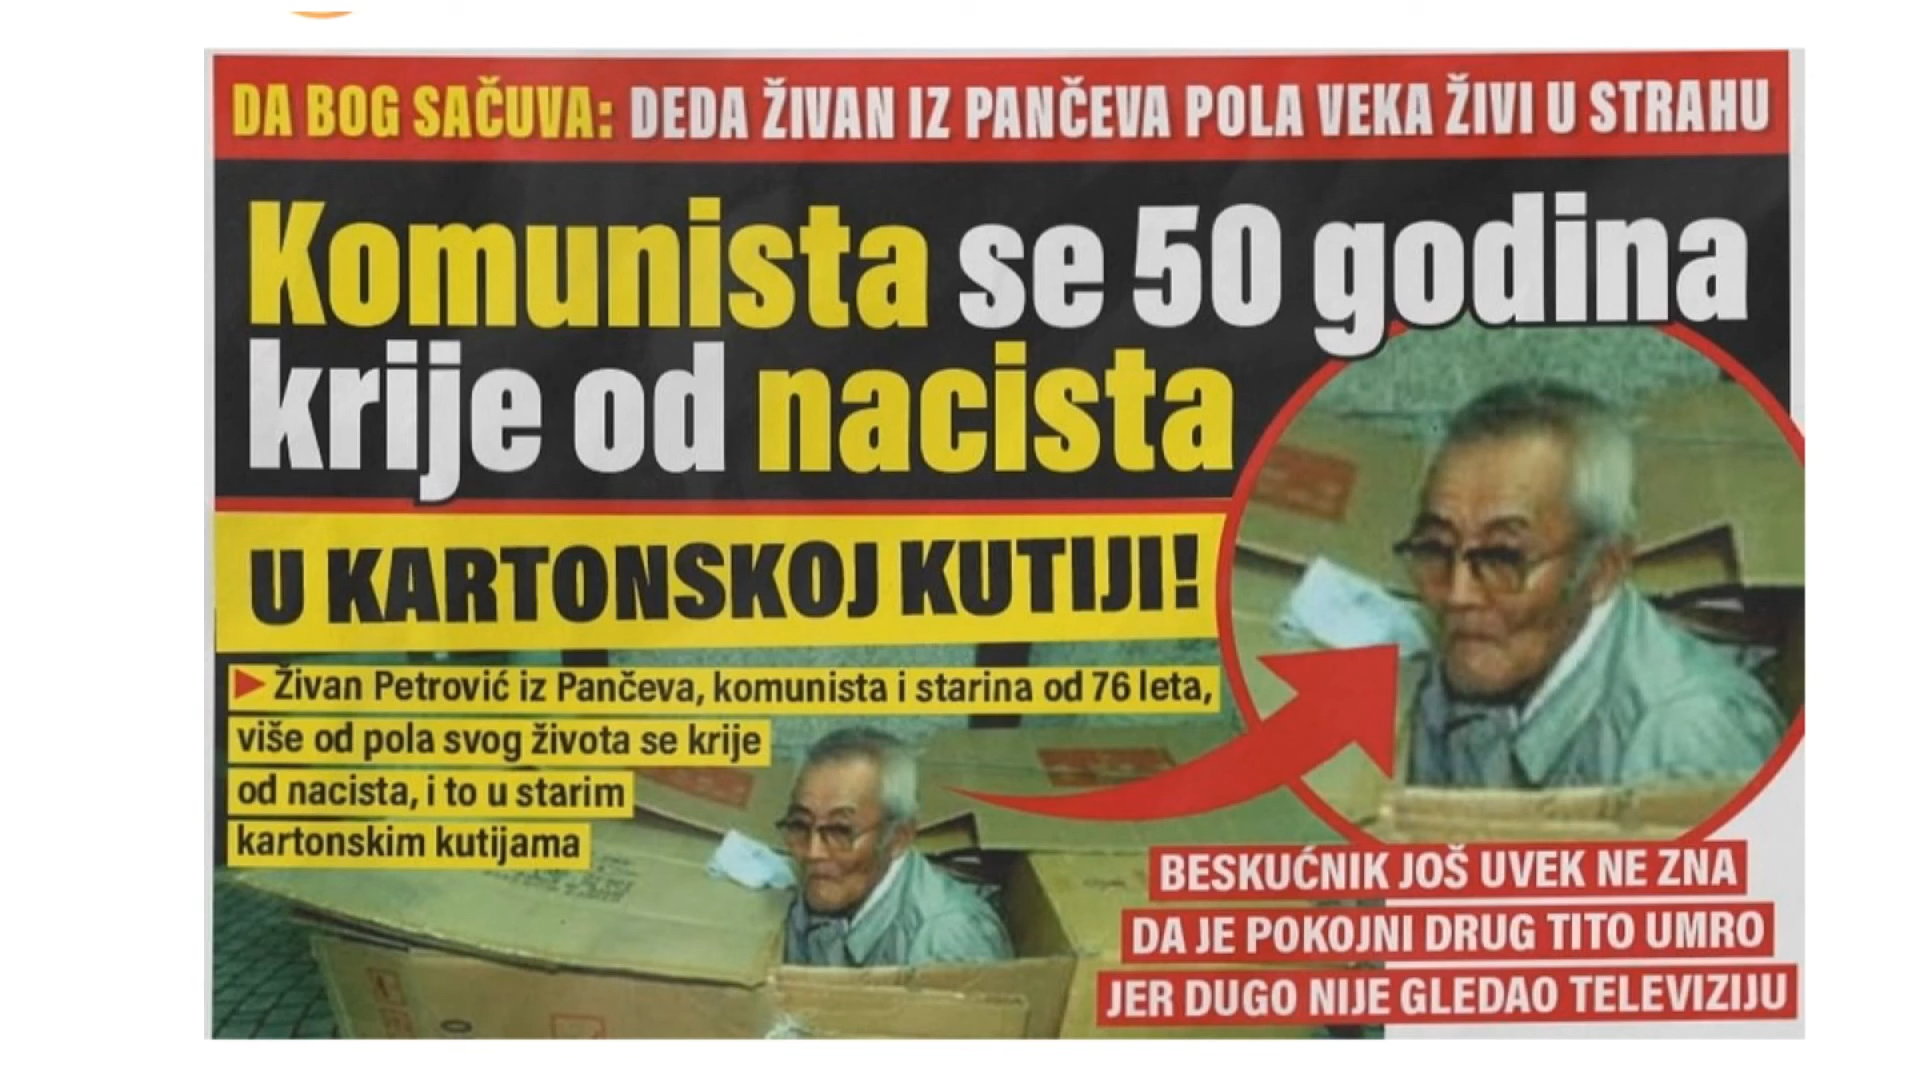 DA BOG SAČUVA: DEDA ŽIVAN IZ PANČEVA POLA VEKA ŽIVI U STRAHU
Komunista se 50 godina
krije od nacista
U KARTONSKOJ KUTIJI!
Živan Petrović iz Pančeva, komunista i starina od 76 leta,
više od pola svog života se krije
od nacista, i to u starim
kartonskim kutijama
BESKUĆNIK JOŠ UVEK NE ZNA
DA JE POKOJNI DRUG TITO UMRO
JER DUGO NIJE GLEDAO TELEVIZIJU